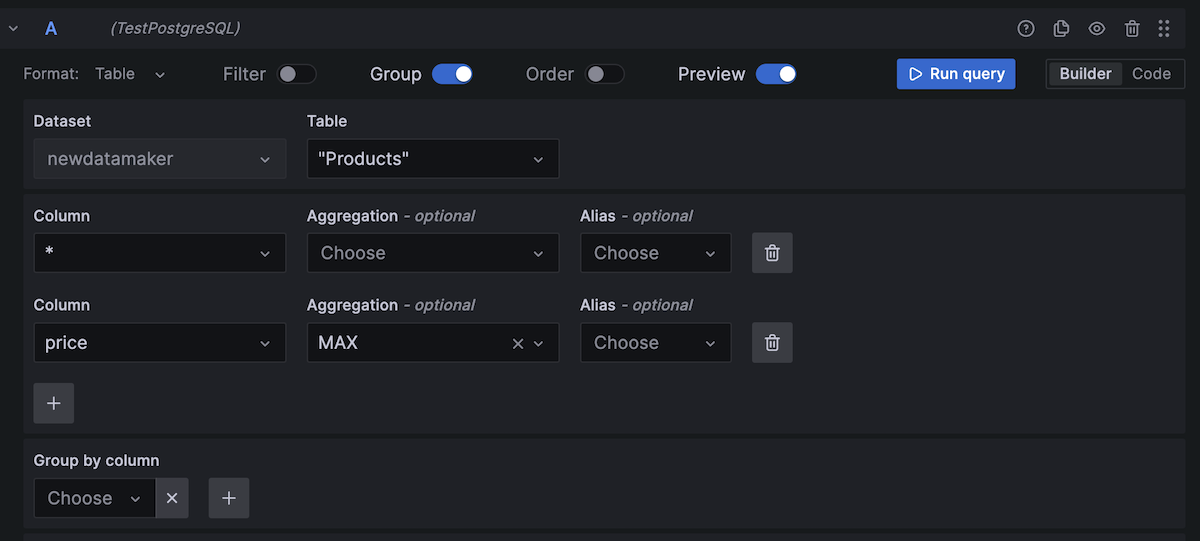 A (TestPostgreSQL)
Format: Table Filter Group Order Preview Run query Builder Code
Dataset Table
newdatamaker "Products"
Column Aggregation - optional Alias - optional
* Choose Choose
Column Aggregation - optional Alias - optional
price MAX Choose
Group by column
Choose